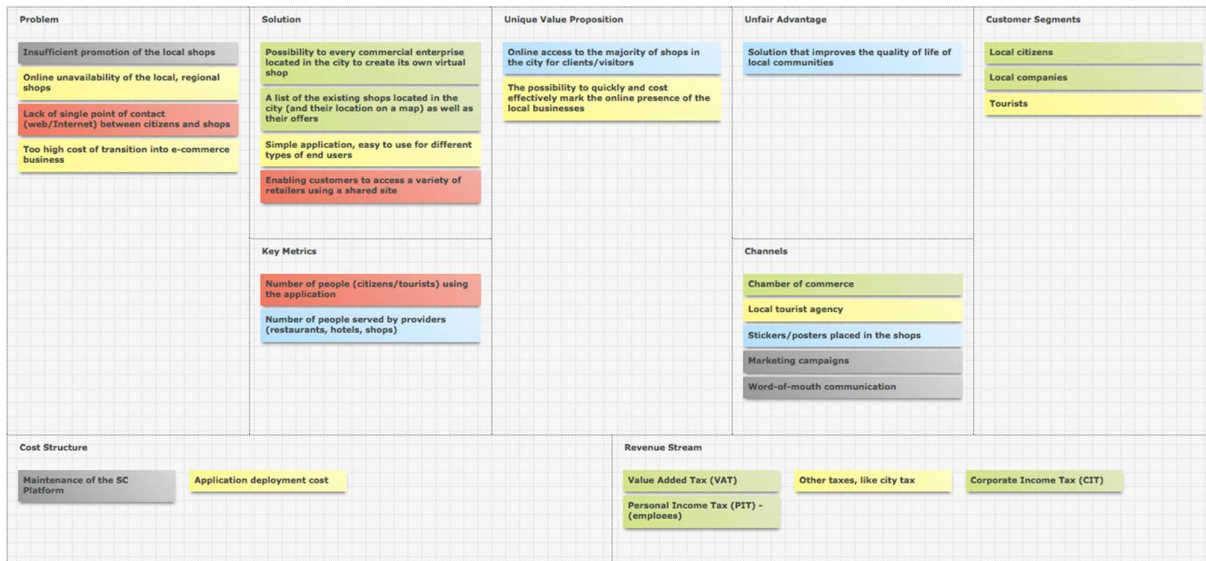 Problem
Insufficient promotion of the local shops
Online unavailability of the local, regional
shops
Lack of single point of contact
(web/Internet) between citizens and shops
Too high cost of transition into e-commerce
business
Solution
Possibility to every commercial enterprise
located in the city to create its own virtual
shop
A list of the existing shops located in the
city (and their location on a map) as well as
their offers
Simple application, easy to use for different
types of end users
Enabling customers to access a variety of
retailers using a shared site
Key Metrics
Number of people (citizens/tourists) using
the application
Number of people served by providers
(restaurants, hotels, shops)
Unique Value Proposition
Online access to the majority of shops in
the city for clients/visitors
The possibility to quickly and cost
effectively mark the online presence of the
local businesses
Unfair Advantage
Solution that improves the quality of life of
local communities
Channels
Chamber of commerce
Local tourist agency
Stickers/posters placed in the shops
Marketing campaigns
Word-of-mouth communication
Customer Segments
Local citizens
Local companies
Tourists
Cost Structure
Maintenance of the SC
Platform
Application deployment cost
Revenue Stream
Value Added Tax (VAT)
Other taxes, like city tax
Corporate Income Tax (CIT)
Personal Income Tax (PIT) -
(emploees)